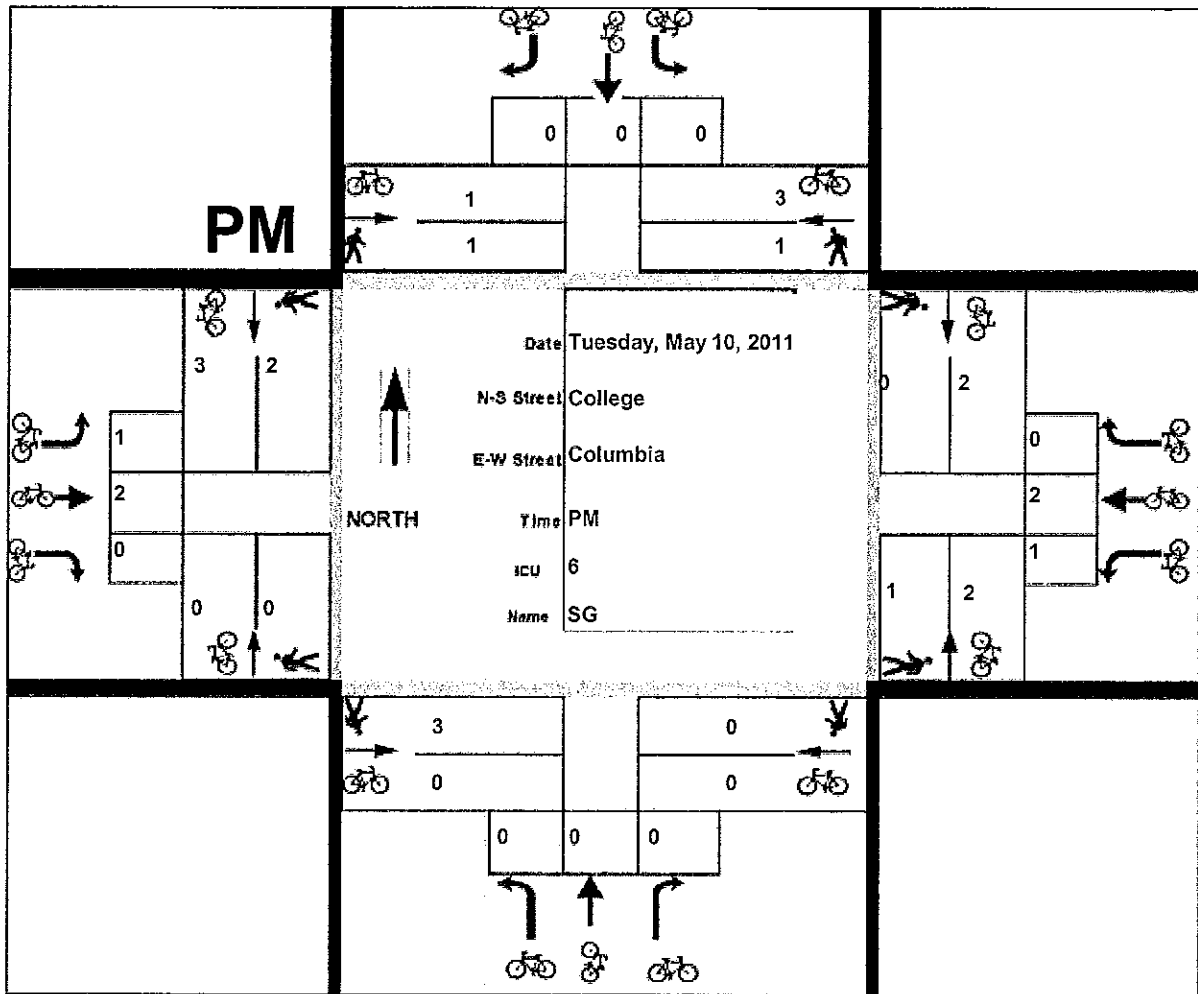 0 0 0
1 3
PM
1 1
Date Tuesday, May 10, 2011
3 2 0 2
N-S Street College
1 0
E-W Street Columbia
2 2
NORTH Time PM
0 1
ICU 6
0 0 1 2
Name SG
3 0
0 0
0 0 0